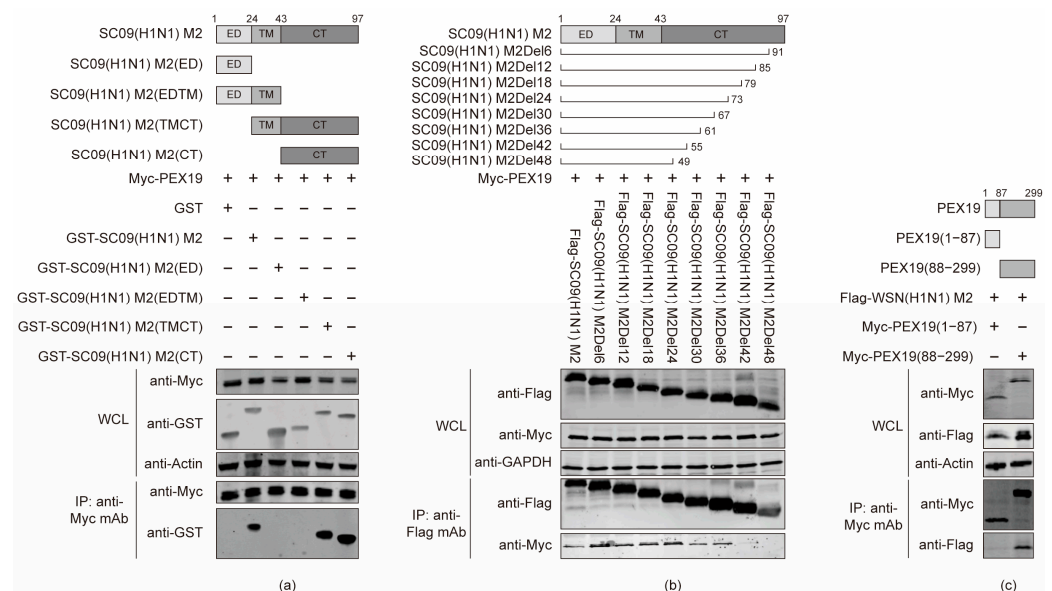 1 24 43 97
SC09(H1N1) M2 ED TM CT
SC09(H1N1) M2(ED) ED
SC09(H1N1) M2(EDTM) ED TM
SC09(H1N1) M2(TMCT) TM CT
SC09(H1N1) M2(CT) CT
Myc-PEX19 + + + + + +
GST + − − − − −
GST-SC09(H1N1) M2 − + − − − −
GST-SC09(H1N1) M2(ED) − − + − − −
GST-SC09(H1N1) M2(EDTM) − − − + − −
GST-SC09(H1N1) M2(TMCT) − − − − + −
GST-SC09(H1N1) M2(CT) − − − − − +
WCL
anti-Myc
anti-GST
anti-Actin
IP: anti-
Myc mAb
anti-Myc
anti-GST
(a)
1 24 43 97
SC09(H1N1) M2 ED TM CT
SC09(H1N1) M2Del6 91
SC09(H1N1) M2Del12 85
SC09(H1N1) M2Del18 79
SC09(H1N1) M2Del24 73
SC09(H1N1) M2Del30 67
SC09(H1N1) M2Del36 61
SC09(H1N1) M2Del42 55
SC09(H1N1) M2Del48 49
Myc-PEX19 + + + + + + + + +
Flag-SC09(H1N1) M2
Flag-SC09(H1N1) M2Del6
Flag-SC09(H1N1) M2Del12
Flag-SC09(H1N1) M2Del18
Flag-SC09(H1N1) M2Del24
Flag-SC09(H1N1) M2Del30
Flag-SC09(H1N1) M2Del36
Flag-SC09(H1N1) M2Del42
Flag-SC09(H1N1) M2Del48
WCL
anti-Flag
anti-Myc
anti-GAPDH
IP: anti-
Flag mAb
anti-Flag
anti-Myc
(b)
1 87 299
PEX19
PEX19(1−87)
PEX19(88−299)
Flag-WSN(H1N1) M2 + +
Myc-PEX19(1−87) + −
Myc-PEX19(88−299) − +
WCL
anti-Myc
anti-Flag
anti-Actin
IP: anti-
Myc mAb
anti-Myc
anti-Flag
(c)